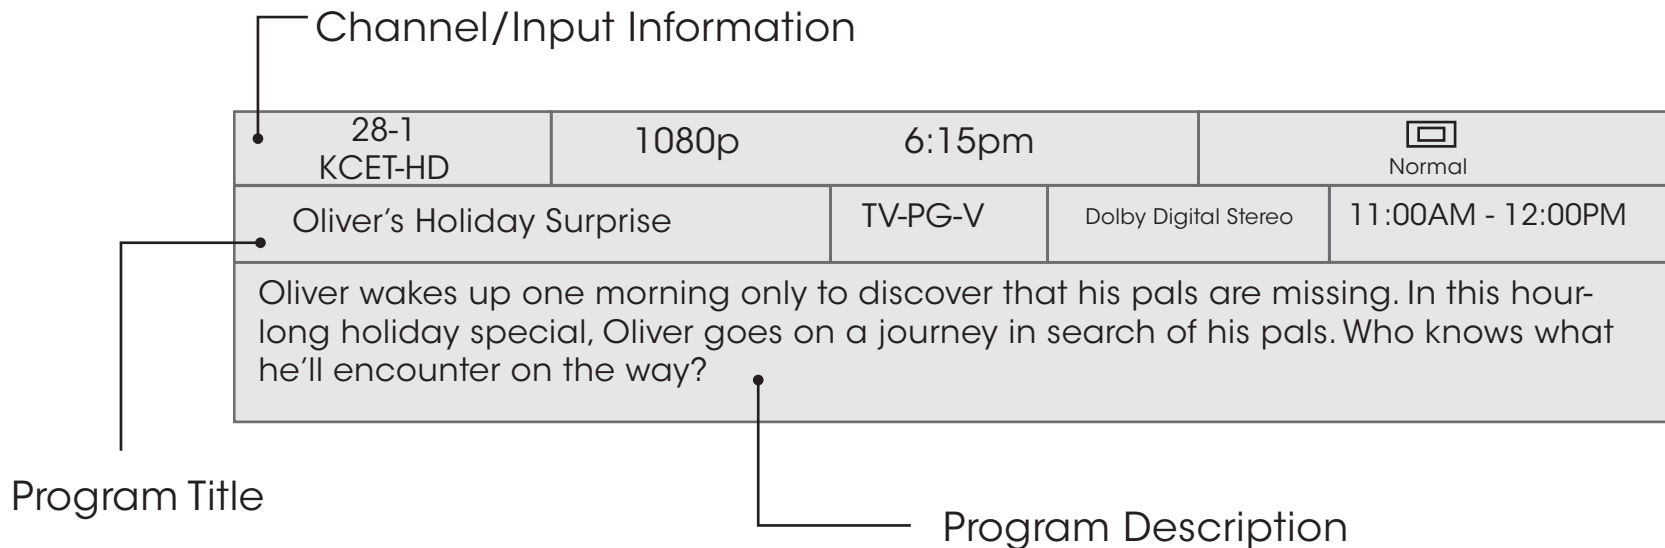 Channel/Input Information
28-1
KCET-HD
1080p
6:15pm
Normal
Oliver's Holiday Surprise
TV-PG-V
Dolby Digital Stereo
11:00AM - 12:00PM
Oliver wakes up one morning only to discover that his pals are missing. In this hour-
long holiday special, Oliver goes on a journey in search of his pals. Who knows what
he'll encounter on the way?
Program Title
Program Description